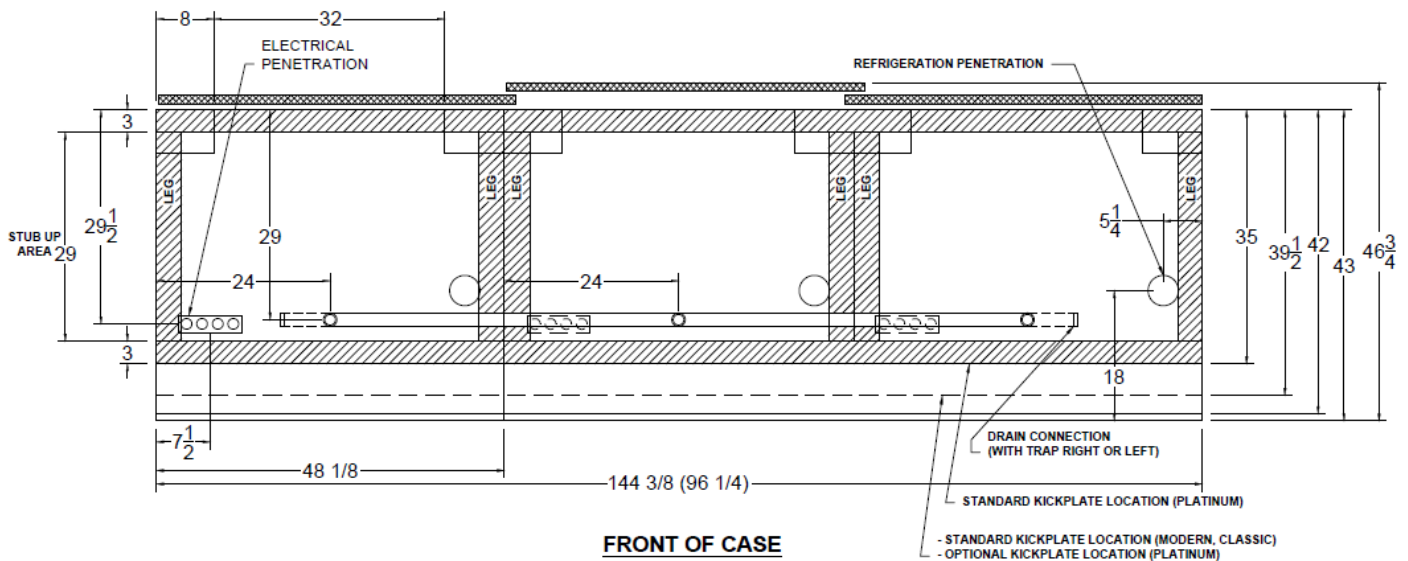 8
32
ELECTRICAL
PENETRATION
REFRIGERATION PENETRATION
3
LEG
LEG
LEG
LEG
LEG
LEG
29 1/2
STUB UP
AREA
29
29
24
24
5 1/4
35
39 1/2
42
43
46 3/4
3
18
7 1/2
DRAIN CONNECTION
(WITH TRAP RIGHT OR LEFT)
48 1/8
144 3/8 (96 1/4)
STANDARD KICKPLATE LOCATION (PLATINUM)
FRONT OF CASE
- STANDARD KICKPLATE LOCATION (MODERN, CLASSIC)
- OPTIONAL KICKPLATE LOCATION (PLATINUM)